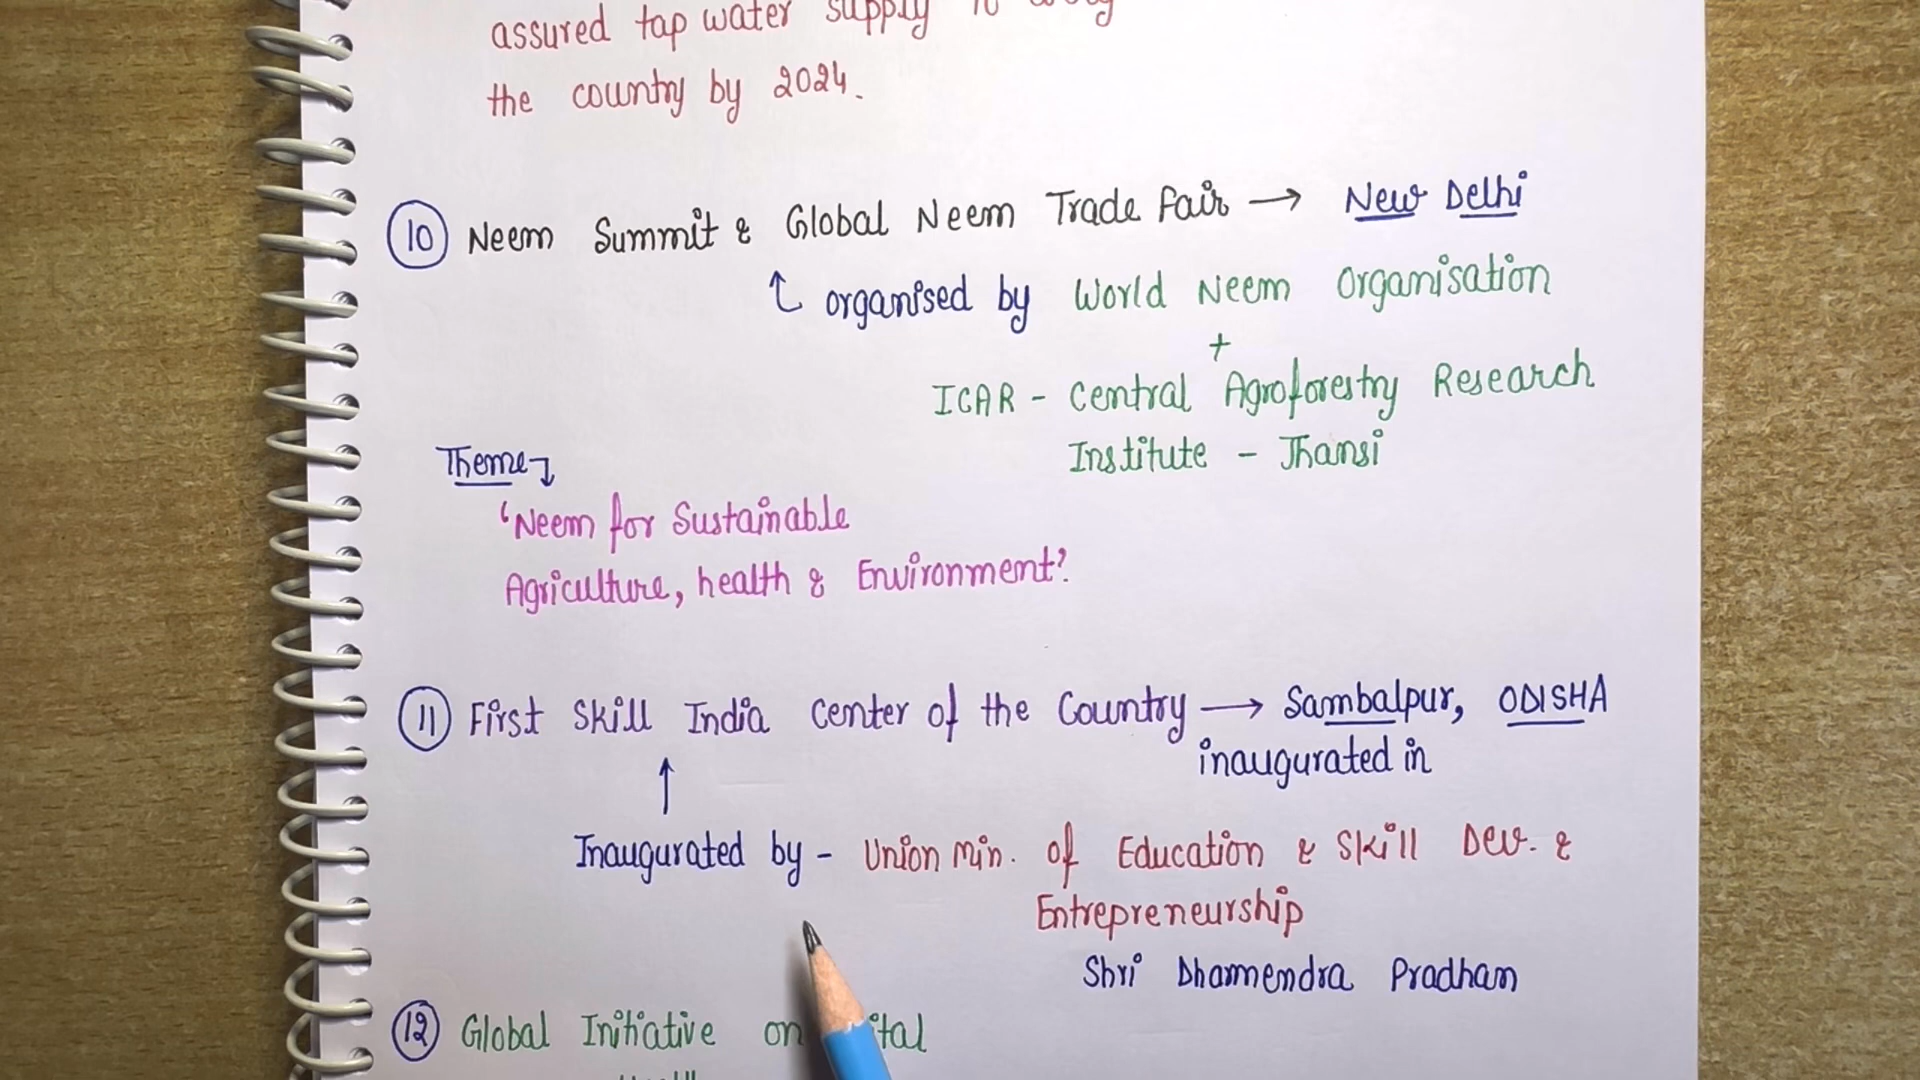 assured tap water supply to every
the country by 2024.
10 Neem Summit & Global Neem Trade Fair → New Delhi
↑ organised by World Neem Organisation
+
ICAR - Central Agroforestry Research
Institute - Jhansi
Theme↴
'Neem for Sustainable
Agriculture, health & Environment'.
11 First Skill India Center of the Country → Sambalpur, ODISHA
inaugurated in
↑
Inaugurated by - Union Min. of Education & Skill Dev. &
Entrepreneurship
Shri Dharmendra Pradhan
12 Global Initiative on ital